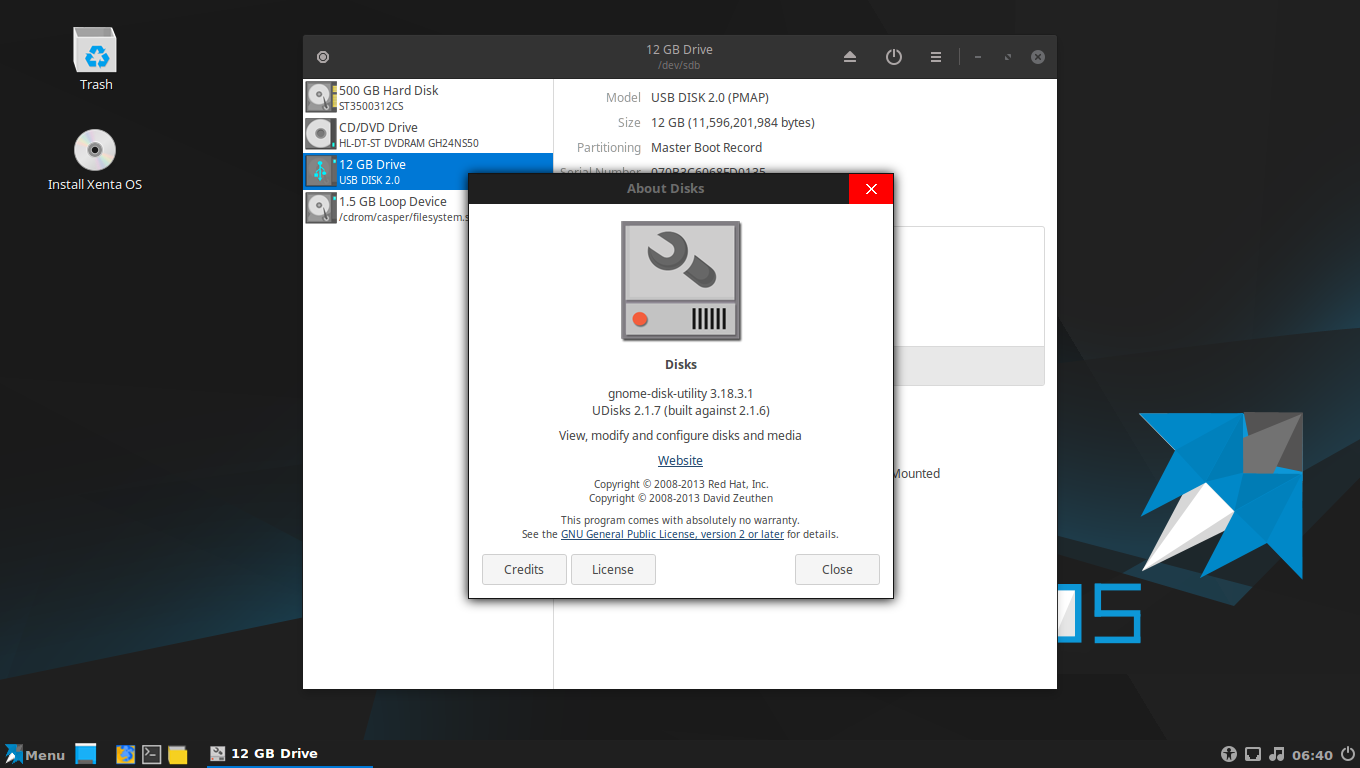 Trash
Install Xenta OS
12 GB Drive
/dev/sdb
500 GB Hard Disk
ST3500312CS
CD/DVD Drive
HL-DT-ST DVDRAM GH24NS50
12 GB Drive
USB DISK 2.0
1.5 GB Loop Device
/cdrom/casper/filesystem.s
Model USB DISK 2.0 (PMAP)
Size 12 GB (11,596,201,984 bytes)
Partitioning Master Boot Record
Serial Number
About Disks
Disks
gnome-disk-utility 3.18.3.1
UDisks 2.1.7 (built against 2.1.6)
View, modify and configure disks and media
Website
Copyright © 2008-2013 Red Hat, Inc.
Copyright © 2008-2013 David Zeuthen
This program comes with absolutely no warranty.
See the GNU General Public License, version 2 or later for details.
Credits License Close
Mounted
OS
Menu 12 GB Drive 06:40